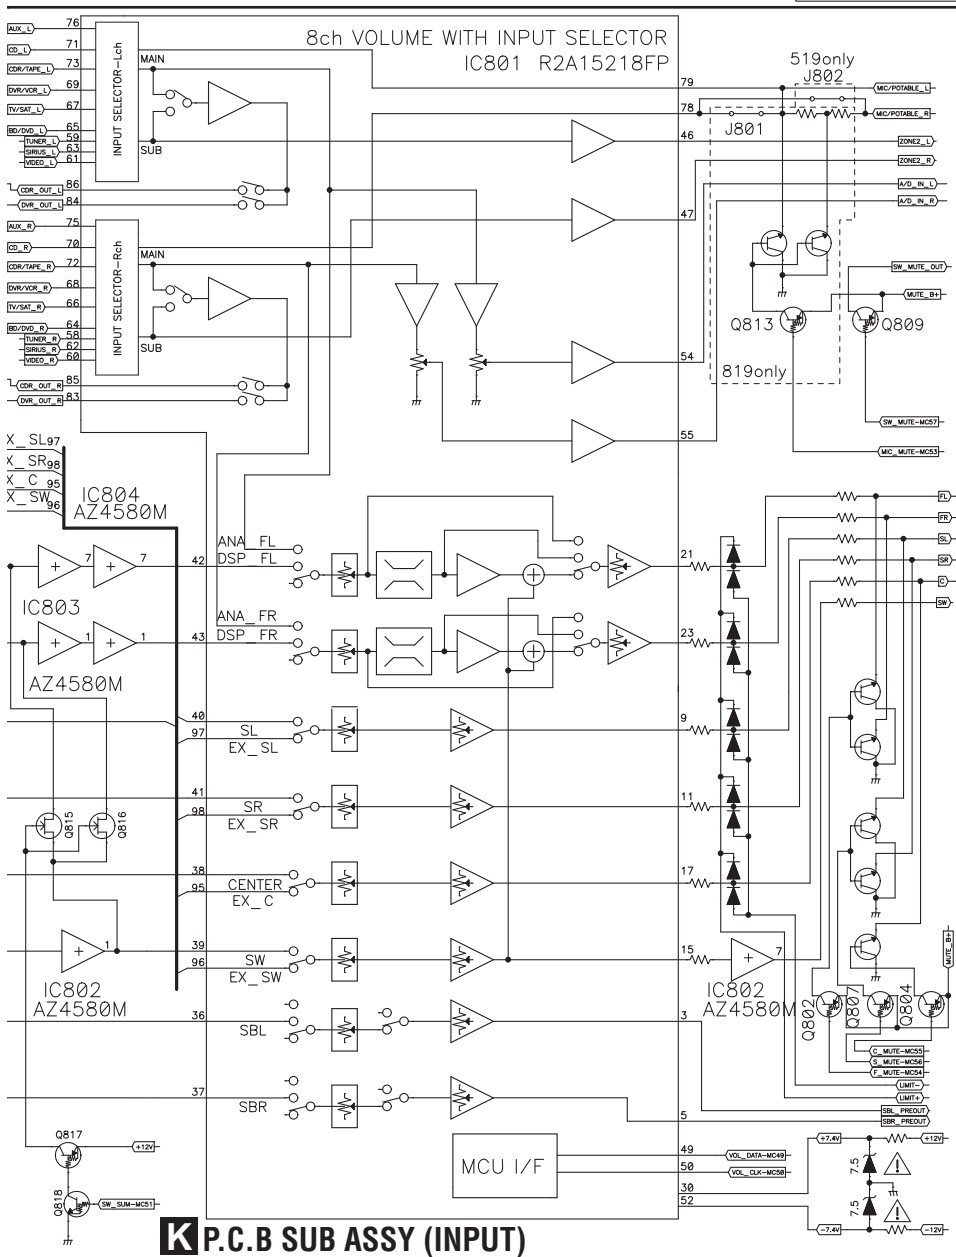 8ch VOLUME WITH INPUT SELECTOR
IC801 R2A15218FP
AUX_L 76
CD_L 71
CDR/TAPE_L 73
DVR/VCR_L 69
TV/SAT_L 67
BD/DVD_L 65
TUNER_L 59
SIRIUS_L 63
VIDEO_L 61
CDR_OUT_L 86
DVR_OUT_L 84
INPUT SELECTOR-Lch
MAIN
SUB
AUX_R 75
CD_R 70
CDR/TAPE_R 72
DVR/VCR_R 68
TV/SAT_R 66
BD/DVD_R 64
TUNER_R 58
SIRIUS_R 62
VIDEO_R 60
CDR_OUT_R 85
DVR_OUT_R 83
INPUT SELECTOR-Rch
MAIN
SUB
519only
J802
79 MIC/POTABLE_L
78 MIC/POTABLE_R
J801
46 ZONE2_L
ZONE2_R
A/D_IN_L
47 A/D_IN_R
SW_MUTE_OUT
MUTE_B+
Q813
Q809
54
819only
SW_MUTE-MC57
55
MIC_MUTE-MC53
X_SL 97
X_SR 98
X_C 95
X_SW 96
IC804
AZ4580M
FL
FR
SL
SR
C
SW
7 7 42
ANA_FL
DSP_FL
21
IC803
1 1 43
ANA_FR
DSP_FR
23
AZ4580M
40
97
SL
EX_SL
9
41
98
SR
EX_SR
11
Q815
Q816
38
95
CENTER
EX_C
17
1 39
96
SW
EX_SW
15
7
IC802
AZ4580M
IC802
AZ4580M
MUTE_B+
Q802
Q807
Q804
36
SBL
3
C_MUTE-MC55
S_MUTE-MC56
F_MUTE-MC54
LIMIT-
LIMIT+
37
SBR
5
SBL_PREOUT
SBR_PREOUT
Q817
+12V
Q818
SW_SUM-MC51
MCU I/F
49 VOL_DATA-MC49
50 VOL_CLK-MC50
30
52
+7.4V
+12V
7.5
7.5
-7.4V
-12V
K P.C.B SUB ASSY (INPUT)